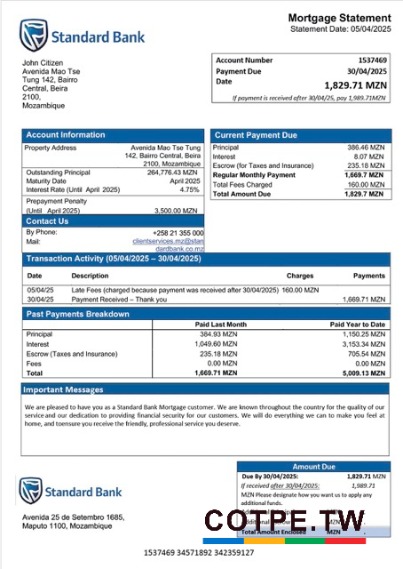 Standard Bank
Mortgage Statement
Statement Date: 05/04/2025
John Citizen
Avenida Mao Tse
Tung 142, Bairro
Central, Beira
2100,
Mozambique
Account Number 1537469
Payment Due 30/04/2025
Date
1,829.71 MZN
If payment is received after 30/04/25, pay 1,989.71MZN
Account Information
Property Address Avenida Mao Tse Tung
142, Bairro Central, Beira
2100, Mozambique
Outstanding Principal 264,776.43 MZN
Maturity Date April 2025
Interest Rate (Until April 2025) 4.75%
Prepayment Penalty
(Until April 2025) 3,500.00 MZN
Contact Us
By Phone: +258 21 355 000
Mail: clientservices.mz@stan
dardbank.co.mz
Current Payment Due
Principal 386.46 MZN
Interest 8.07 MZN
Escrow (for Taxes and Insurance) 235.18 MZN
Regular Monthly Payment 1,669.7 MZN
Total Fees Charged 160.00 MZN
Total Amount Due 1,829.7 MZN
Transaction Activity (05/04/2025 – 30/04/2025)
Date Description Charges Payments
05/04/25 Late Fees (charged because payment was received after 30/04/2025) 160.00 MZN
30/04/25 Payment Received – Thank you 1,669.71 MZN
Past Payments Breakdown
Paid Last Month Paid Year to Date
Principal 384.93 MZN 1,150.25 MZN
Interest 1,049.60 MZN 3,153.34 MZN
Escrow (Taxes and Insurance) 235.18 MZN 705.54 MZN
Fees 0.00 MZN 0.00 MZN
Total 1,669.71 MZN 5,009.13 MZN
Important Messages
We are pleased to have you as a Standard Bank Mortgage customer. We are known throughout the country for the quality of our
service and our dedication to providing financial security for our customers. We will do everything we can to make you feel at
home, and toensure you receive the friendly, professional service you deserve.
Standard Bank
Avenida 25 de Setembro 1685,
Maputo 1100, Mozambique
Amount Due
Due By 30/04/2025: 1,829.71 MZN
If received after 30/04/2025: 1,989.71
MZN Please designate how you want us to apply any
additional funds.
COTPE.TW
Total Amount Enclosed MZN
1537469 34571892 342359127